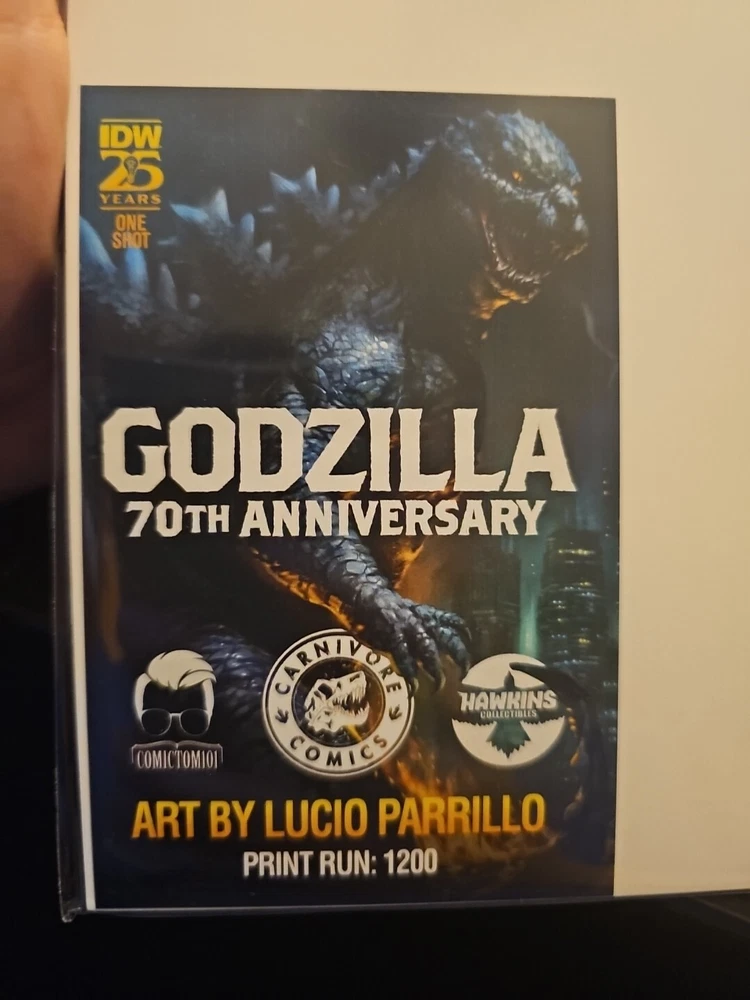 IDW
25
YEARS
ONE
SHOT
GODZILLA
70TH ANNIVERSARY
COMICTOM101
CARNIVORE
COMICS
HAWKINS
COLLECTIBLES
ART BY LUCIO PARRILLO
PRINT RUN: 1200